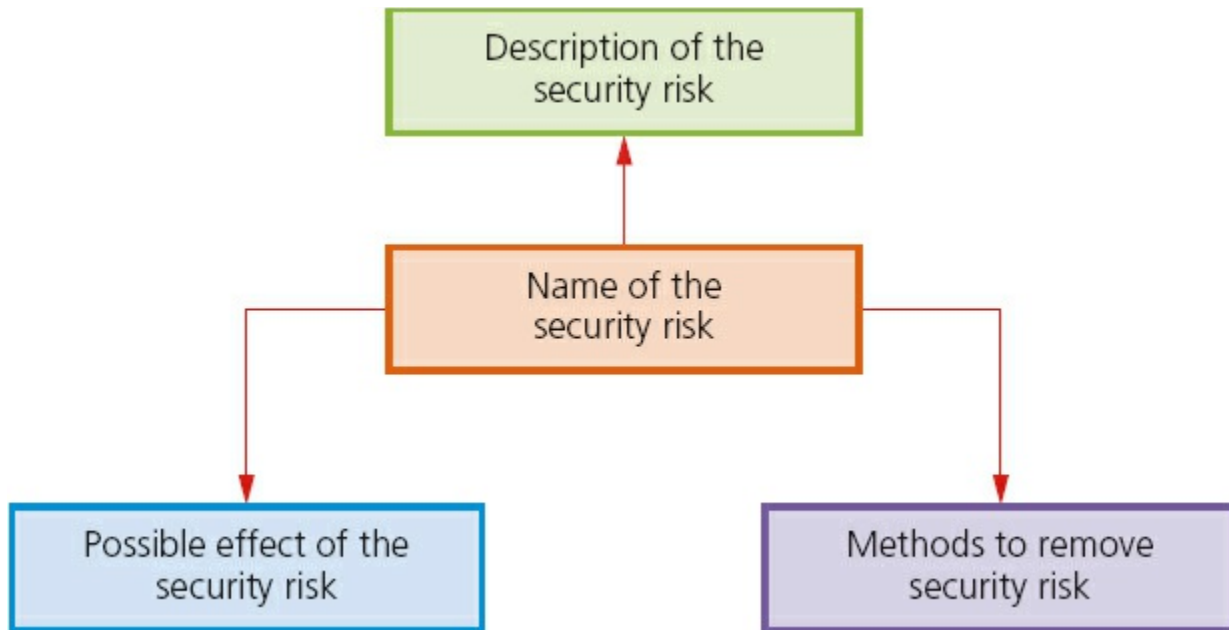 Description of the
security risk
Name of the
security risk
Possible effect of the
security risk
Methods to remove
security risk